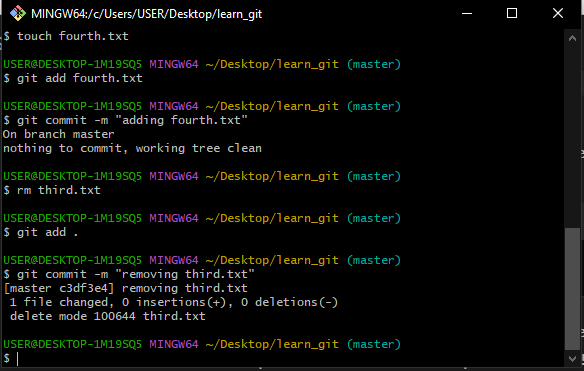 MINGW64:/c/Users/USER/Desktop/learn_git
$ touch fourth.txt
USER@DESKTOP-1M19SQ5 MINGW64 ~/Desktop/learn_git (master)
$ git add fourth.txt
USER@DESKTOP-1M19SQ5 MINGW64 ~/Desktop/learn_git (master)
$ git commit -m "adding fourth.txt"
On branch master
nothing to commit, working tree clean
USER@DESKTOP-1M19SQ5 MINGW64 ~/Desktop/learn_git (master)
$ rm third.txt
USER@DESKTOP-1M19SQ5 MINGW64 ~/Desktop/learn_git (master)
$ git add .
USER@DESKTOP-1M19SQ5 MINGW64 ~/Desktop/learn_git (master)
$ git commit -m "removing third.txt"
[master c3df3e4] removing third.txt
1 file changed, 0 insertions(+), 0 deletions(-)
delete mode 100644 third.txt
USER@DESKTOP-1M19SQ5 MINGW64 ~/Desktop/learn_git (master)
$